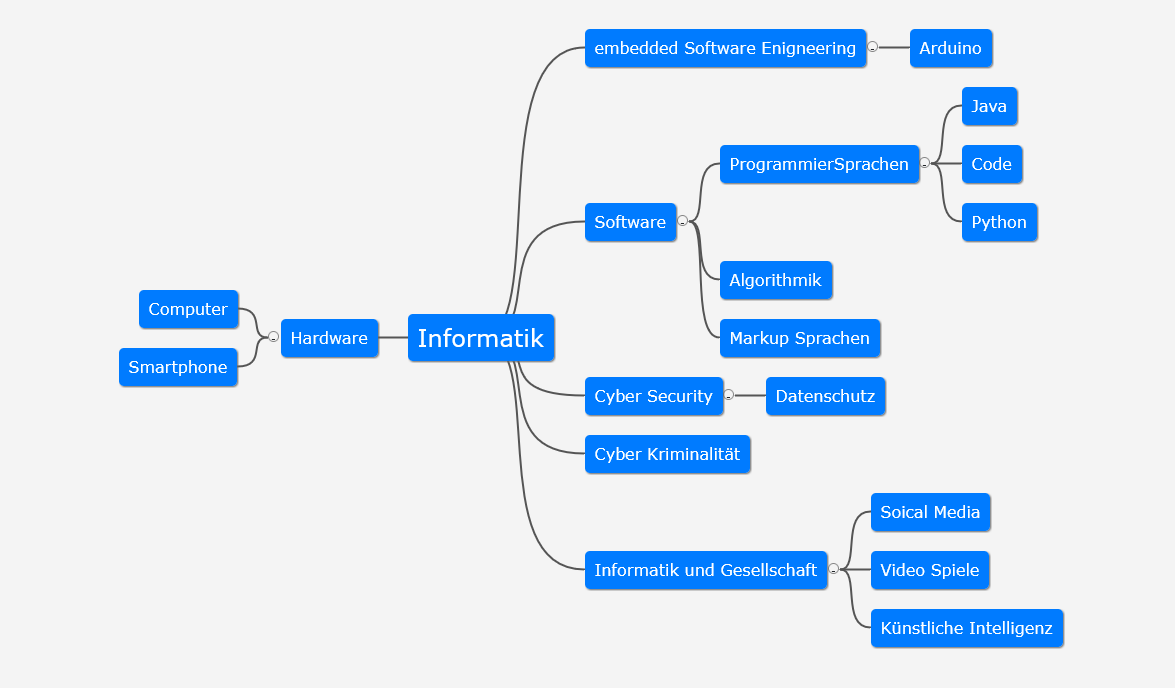 embedded Software Enigneering
Arduino
Java
ProgrammierSprachen
Code
Software
Python
Algorithmik
Computer
Hardware
Informatik
Markup Sprachen
Smartphone
Cyber Security
Datenschutz
Cyber Kriminalität
Soical Media
Informatik und Gesellschaft
Video Spiele
Künstliche Intelligenz